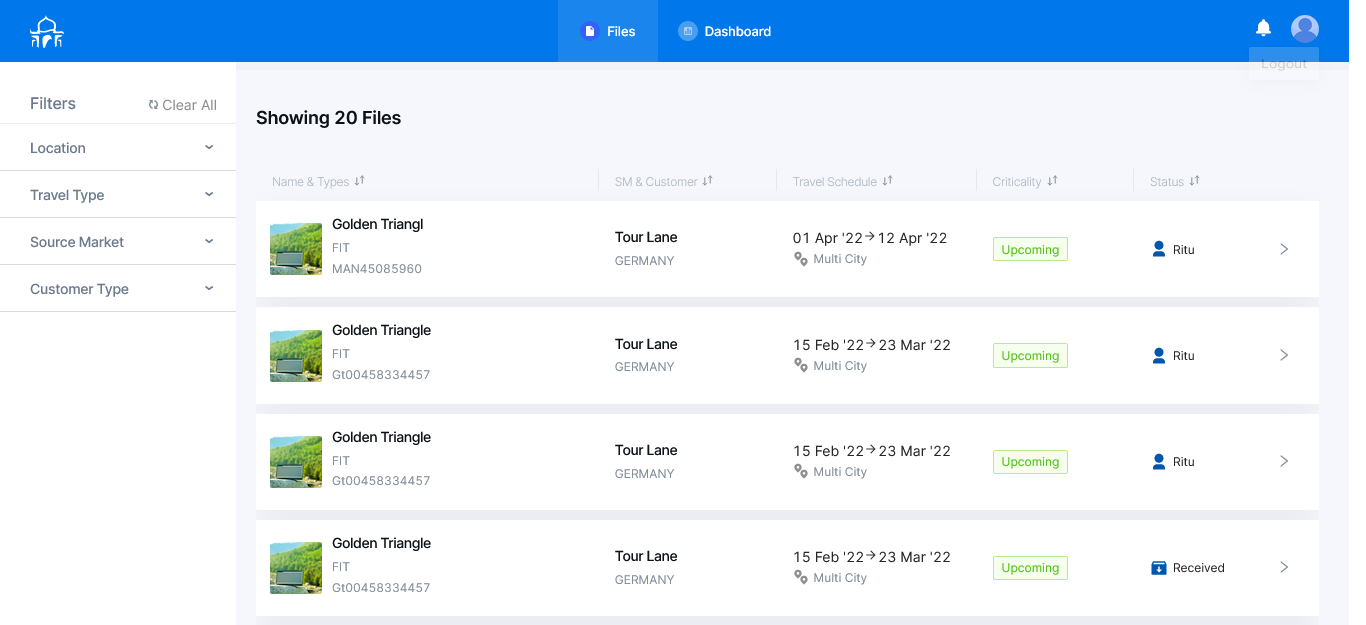 Files
Dashboard
Logout
Filters
Clear All
Location
Travel Type
Source Market
Customer Type
Showing 20 Files
Name & Types
SM & Customer
Travel Schedule
Criticality
Status
Golden Triangl
FIT
MAN45085960
Tour Lane
GERMANY
01 Apr '22 → 12 Apr '22
Multi City
Upcoming
Ritu
Golden Triangle
FIT
Gt00458334457
Tour Lane
GERMANY
15 Feb '22 → 23 Mar '22
Multi City
Upcoming
Ritu
Golden Triangle
FIT
Gt00458334457
Tour Lane
GERMANY
15 Feb '22 → 23 Mar '22
Multi City
Upcoming
Ritu
Golden Triangle
FIT
Gt00458334457
Tour Lane
GERMANY
15 Feb '22 → 23 Mar '22
Multi City
Upcoming
Received